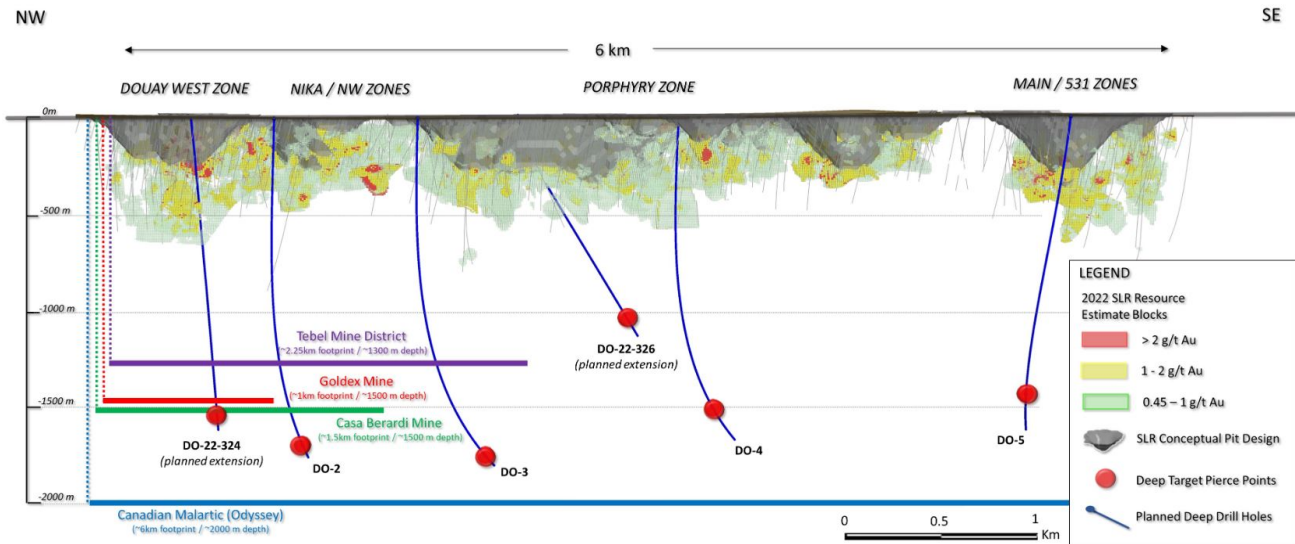 NW
SE
6 km
DOUAY WEST ZONE
NIKA / NW ZONES
PORPHYRY ZONE
MAIN / 531 ZONES
0m
-500 m
-1000 m
-1500 m
-2000 m
Tebel Mine District
(~2.25km footprint / ~1300 m depth)
Goldex Mine
(~1km footprint / ~1500 m depth)
Casa Berardi Mine
(~1.5km footprint / ~1500 m depth)
Canadian Malartic (Odyssey)
(~6km footprint / ~2000 m depth)
DO-22-324
(planned extension)
DO-2
DO-3
DO-22-326
(planned extension)
DO-4
DO-5
0
0.5
1
Km
LEGEND
2022 SLR Resource
Estimate Blocks
> 2 g/t Au
1 - 2 g/t Au
0.45 – 1 g/t Au
SLR Conceptual Pit Design
Deep Target Pierce Points
Planned Deep Drill Holes